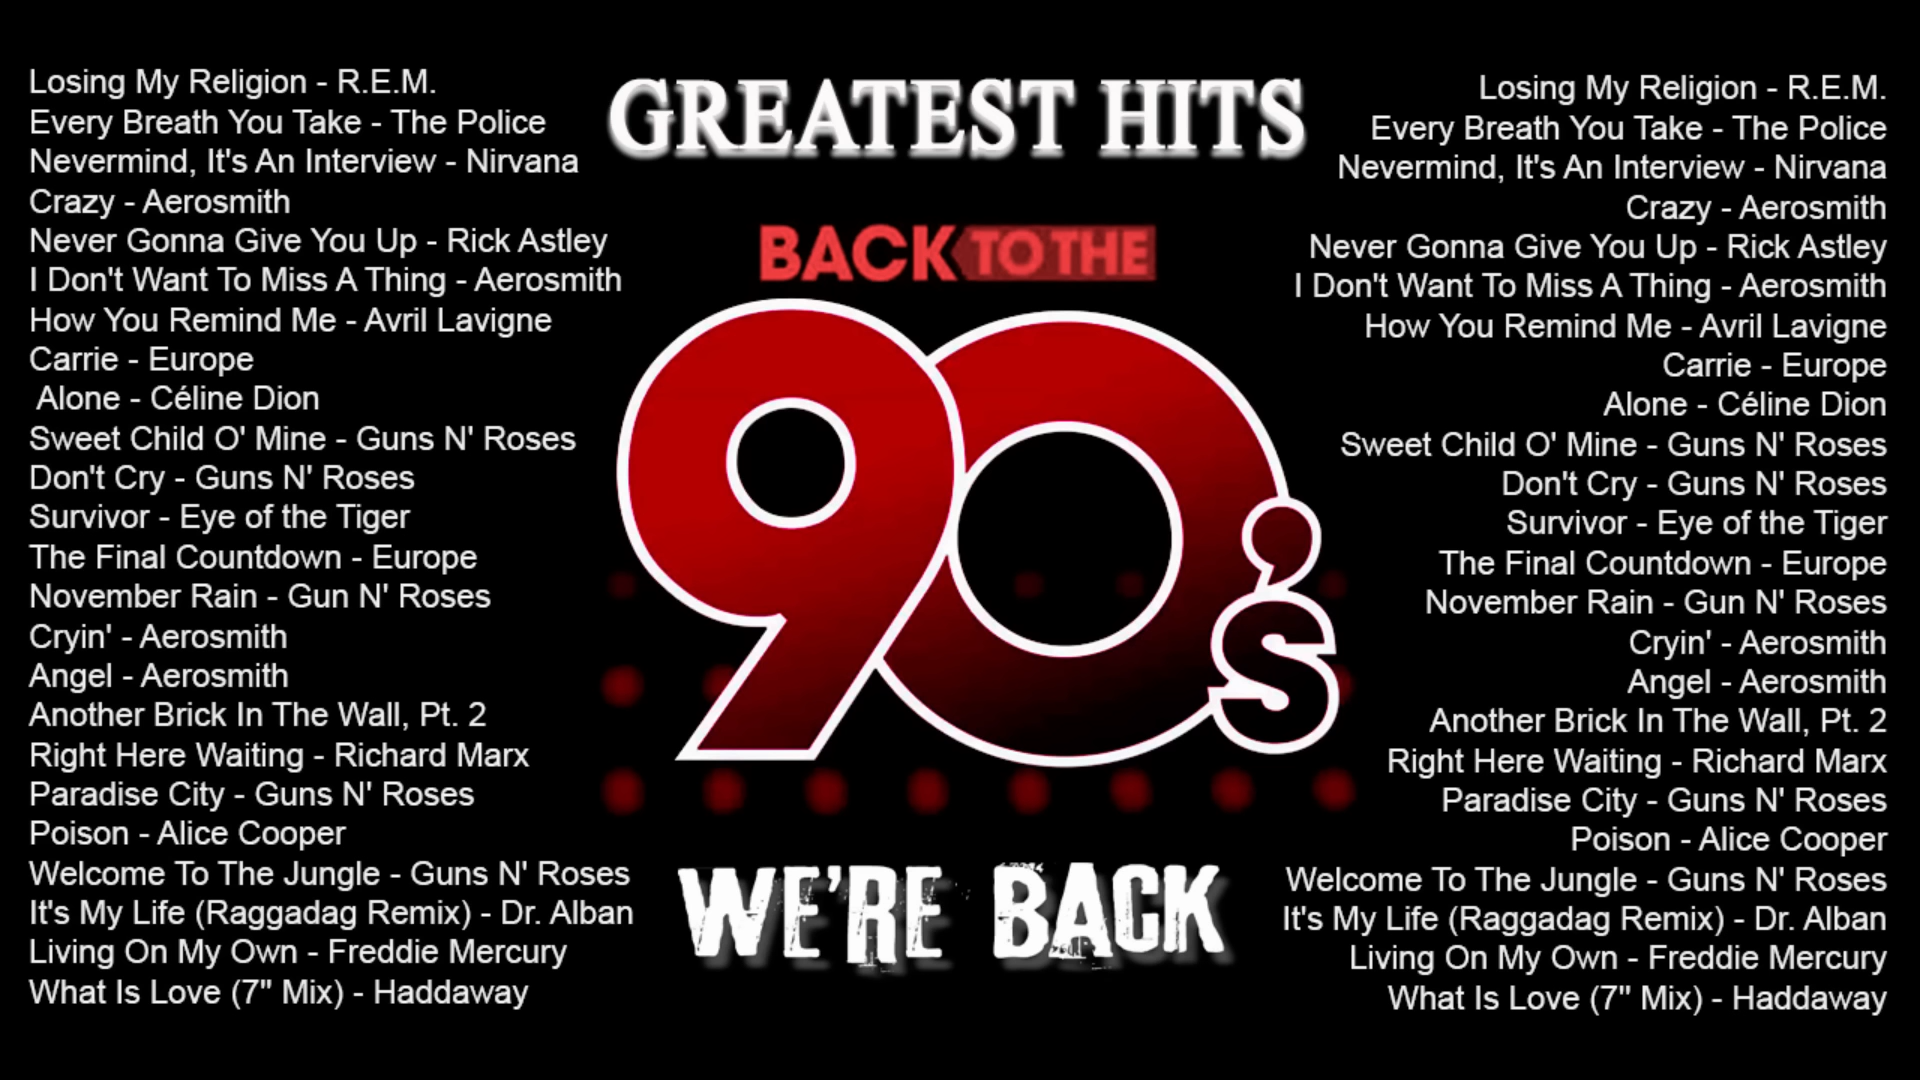 Losing My Religion - R.E.M.
Every Breath You Take - The Police
Nevermind, It's An Interview - Nirvana
Crazy - Aerosmith
Never Gonna Give You Up - Rick Astley
I Don't Want To Miss A Thing - Aerosmith
How You Remind Me - Avril Lavigne
Carrie - Europe
Alone - Céline Dion
Sweet Child O' Mine - Guns N' Roses
Don't Cry - Guns N' Roses
Survivor - Eye of the Tiger
The Final Countdown - Europe
November Rain - Gun N' Roses
Cryin' - Aerosmith
Angel - Aerosmith
Another Brick In The Wall, Pt. 2
Right Here Waiting - Richard Marx
Paradise City - Guns N' Roses
Poison - Alice Cooper
Welcome To The Jungle - Guns N' Roses
It's My Life (Raggadag Remix) - Dr. Alban
Living On My Own - Freddie Mercury
What Is Love (7" Mix) - Haddaway
GREATEST HITS
BACK TO THE
90's
WE'RE BACK
Losing My Religion - R.E.M.
Every Breath You Take - The Police
Nevermind, It's An Interview - Nirvana
Crazy - Aerosmith
Never Gonna Give You Up - Rick Astley
I Don't Want To Miss A Thing - Aerosmith
How You Remind Me - Avril Lavigne
Carrie - Europe
Alone - Céline Dion
Sweet Child O' Mine - Guns N' Roses
Don't Cry - Guns N' Roses
Survivor - Eye of the Tiger
The Final Countdown - Europe
November Rain - Gun N' Roses
Cryin' - Aerosmith
Angel - Aerosmith
Another Brick In The Wall, Pt. 2
Right Here Waiting - Richard Marx
Paradise City - Guns N' Roses
Poison - Alice Cooper
Welcome To The Jungle - Guns N' Roses
It's My Life (Raggadag Remix) - Dr. Alban
Living On My Own - Freddie Mercury
What Is Love (7" Mix) - Haddaway